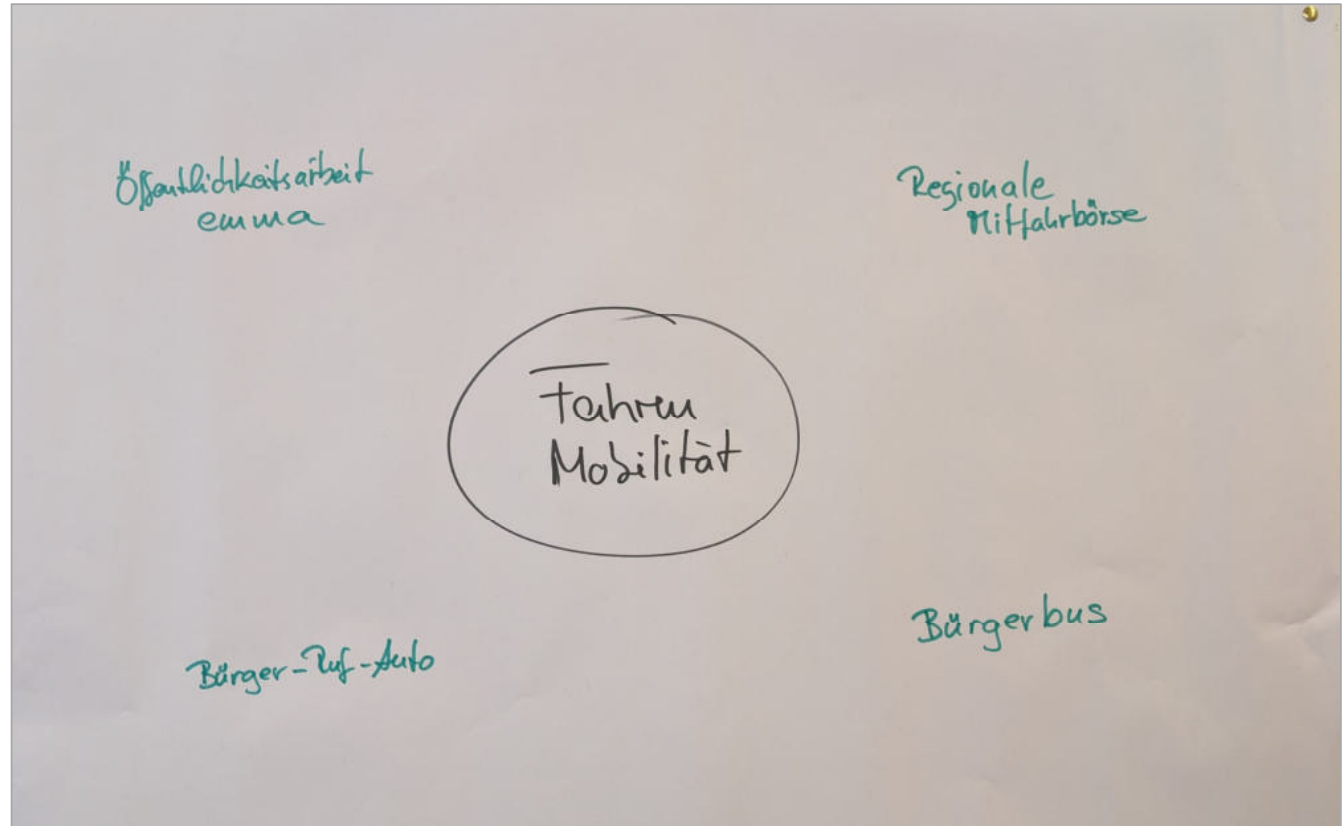 Öffentlichkeitsarbeit
emma
Regionale
Mitfahrbörse
Fahren
Mobilität
Bürger-Ruf-Auto
Bürgerbus